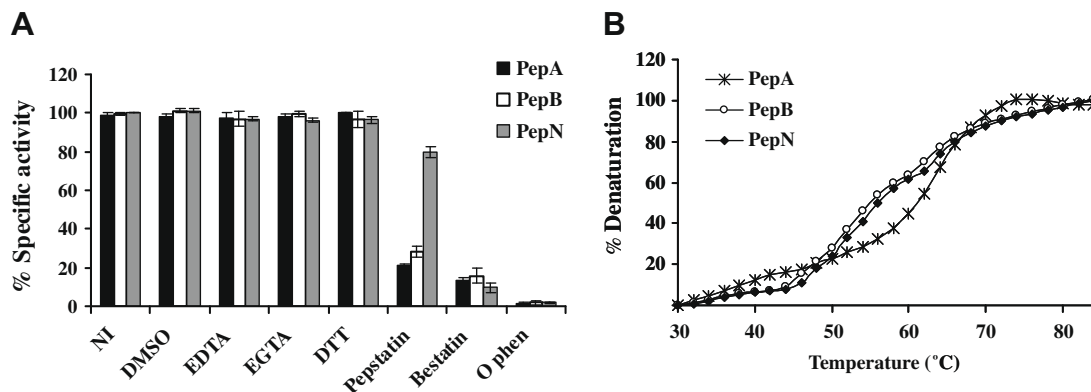 A
% Specific activity
120
100
80
60
40
20
0
PepA
PepB
PepN
NI
DMSO
EDTA
EGTA
DTT
Pepstatin
Bestatin
O phen
B
% Denaturation
120
100
80
60
40
20
PepA
PepB
PepN
30
40
50
60
70
80
Temperature (°C)